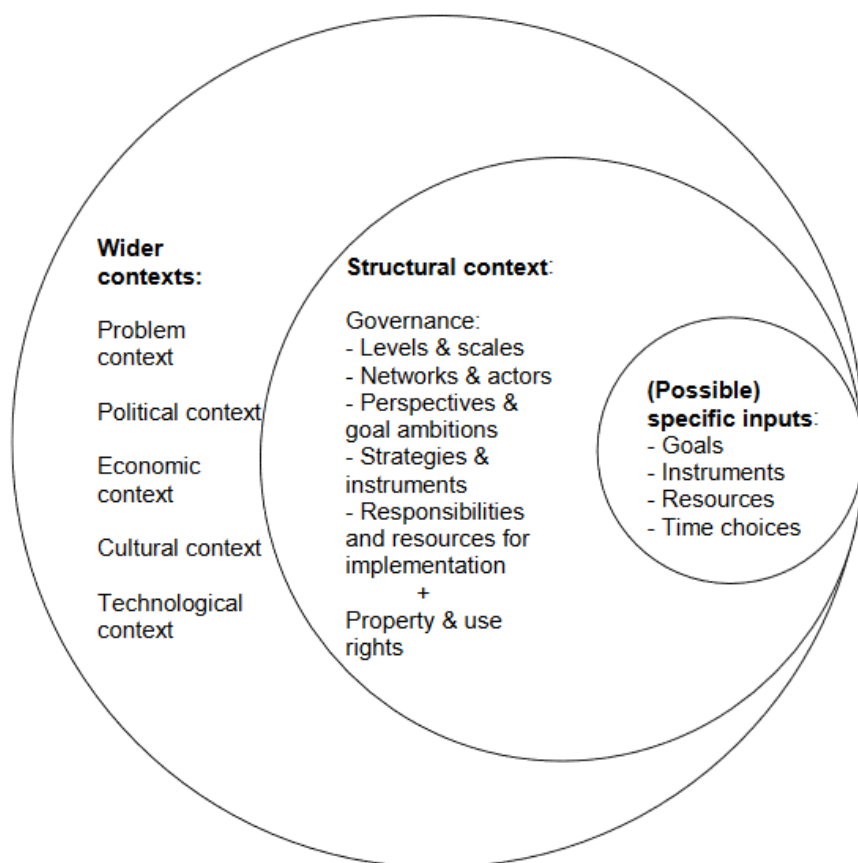 Wider
contexts:
Problem
context
Political context
Economic
context
Cultural context
Technological
context
Structural context:
Governance:
- Levels & scales
- Networks & actors
- Perspectives &
goal ambitions
- Strategies &
instruments
- Responsibilities
and resources for
implementation
+
Property & use
rights
(Possible)
specific inputs:
- Goals
- Instruments
- Resources
- Time choices